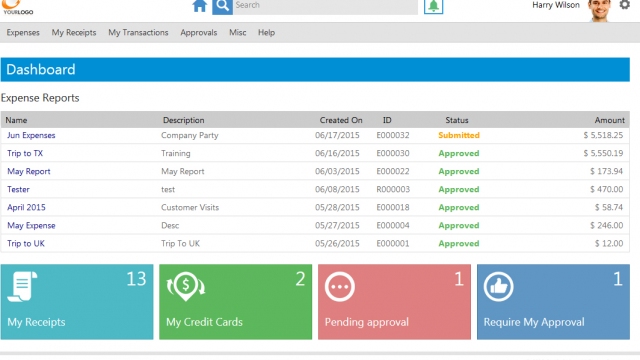 YOURLOGO
Search
Harry Wilson
Expenses My Receipts My Transactions Approvals Misc Help
Dashboard
Expense Reports
Name Description Created On ID Status Amount
Jun Expenses Company Party 06/17/2015 E000032 Submitted $ 5,518.25
Trip to TX Training 06/16/2015 E000030 Approved $ 5,550.19
May Report May Report 06/03/2015 E000022 Approved $ 173.94
Tester test 06/08/2015 R000003 Approved $ 470.00
April 2015 Customer Visits 05/28/2015 E000018 Approved $ 58.74
May Expense Desc 05/27/2015 E000004 Approved $ 246.00
Trip to UK Trip To UK 05/26/2015 E000001 Approved $ 12.00
13
My Receipts
2
$
My Credit Cards
1
Pending approval
1
Require My Approval